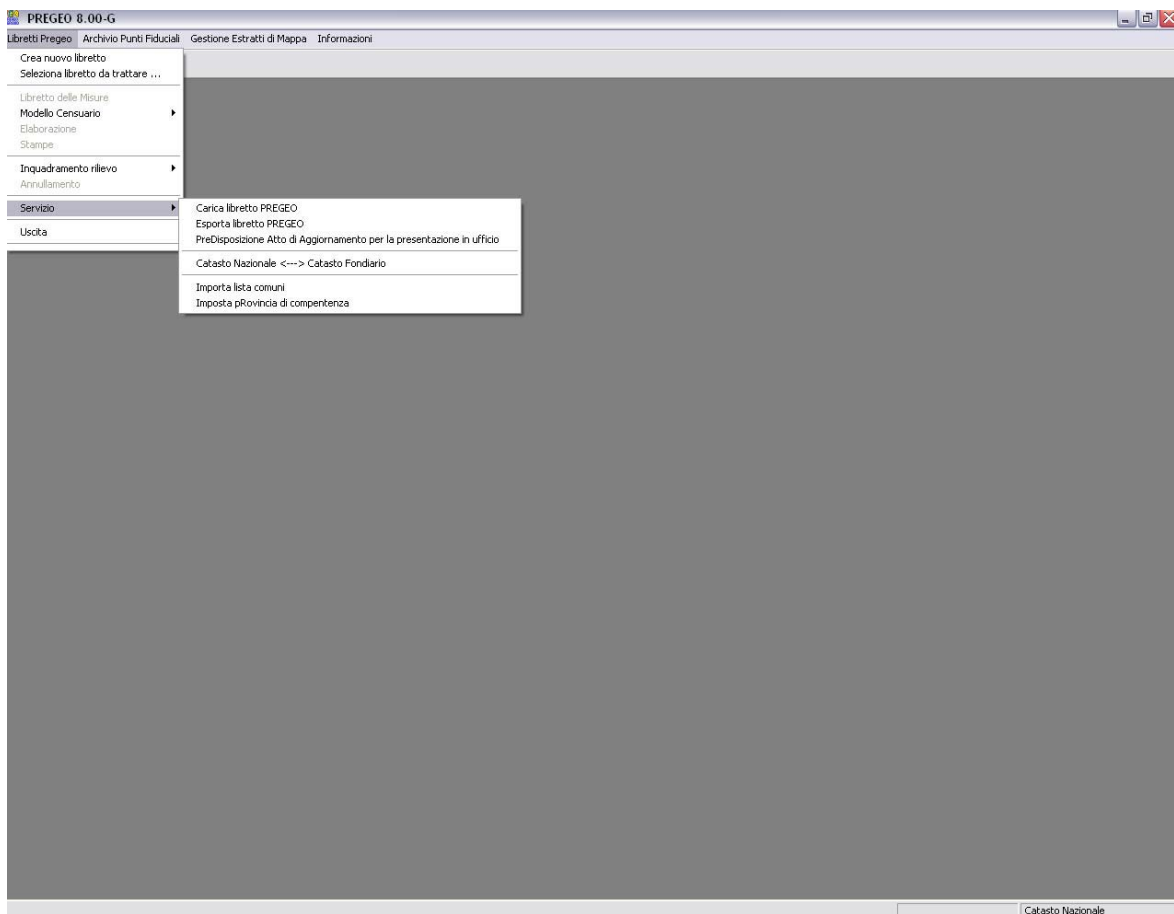 PREGEO 8.00-G
Libretti Pregeo Archivio Punti Fiduciali Gestione Estratti di Mappa Informazioni
Crea nuovo libretto
Seleziona libretto da trattare ...
Libretto delle Misure
Modello Censuario
Elaborazione
Stampe
Inquadramento rilievo
Annullamento
Servizio
Uscita
Carica libretto PREGEO
Esporta libretto PREGEO
PreDisposizione Atto di Aggiornamento per la presentazione in ufficio
Catasto Nazionale <---> Catasto Fondiario
Importa lista comuni
Imposta pRovincia di compentenza
Catasto Nazionale